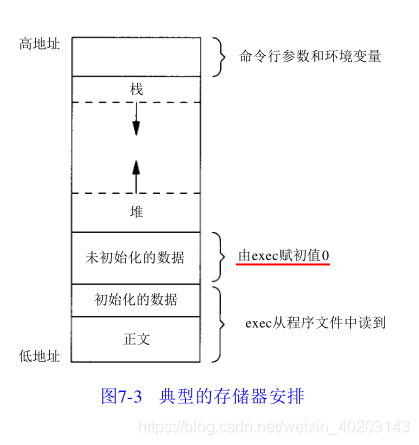 高地址
命令行参数和环境变量
栈
堆
未初始化的数据
由exec赋初值0
初始化的数据
exec从程序文件中读到
正文
低地址
图7-3 典型的存储器安排
https://blog.csdn.net/weixin_40203143